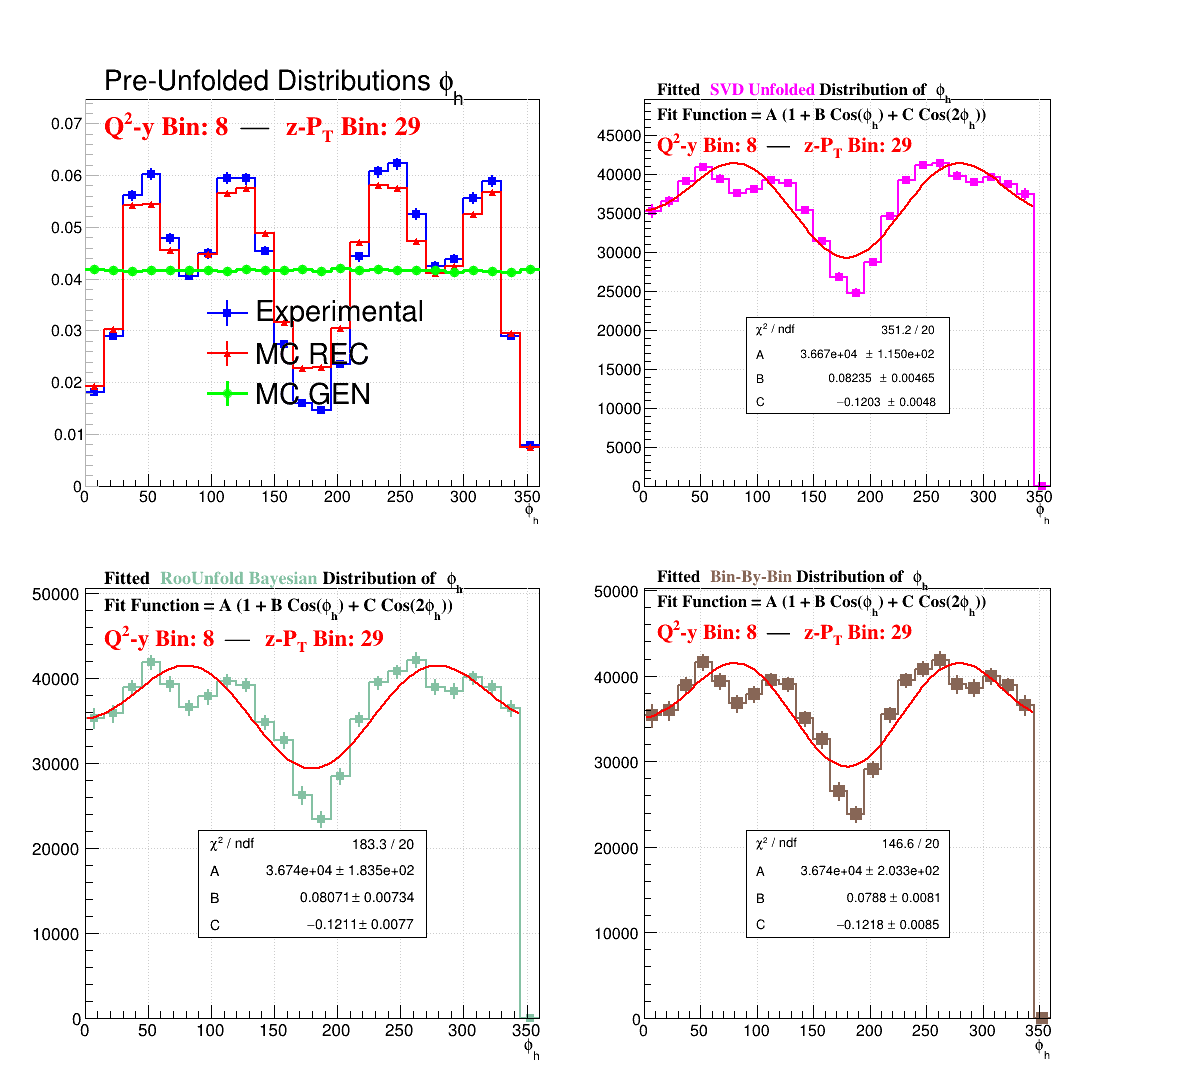 Pre-Unfolded Distributions ϕh
Q²-y Bin: 8 — z-PT Bin: 29
0.07
0.06
0.05
0.04
0.03
0.02
0.01
0
Experimental
MC REC
MC GEN
0 50 100 150 200 250 300 350
ϕh
Fitted SVD Unfolded Distribution of ϕh
Fit Function = A (1 + B Cos(ϕh) + C Cos(2ϕh))
Q²-y Bin: 8 — z-PT Bin: 29
45000
40000
35000
30000
25000
20000
15000
10000
5000
0
χ² / ndf 351.2 / 20
A 3.667e+04 ± 1.150e+02
B 0.08235 ± 0.00465
C −0.1203 ± 0.0048
0 50 100 150 200 250 300 350
ϕh
Fitted RooUnfold Bayesian Distribution of ϕh
Fit Function = A (1 + B Cos(ϕh) + C Cos(2ϕh))
Q²-y Bin: 8 — z-PT Bin: 29
50000
40000
30000
20000
10000
0
χ² / ndf 183.3 / 20
A 3.674e+04 ± 1.835e+02
B 0.08071 ± 0.00734
C −0.1211 ± 0.0077
0 50 100 150 200 250 300 350
ϕh
Fitted Bin-By-Bin Distribution of ϕh
Fit Function = A (1 + B Cos(ϕh) + C Cos(2ϕh))
Q²-y Bin: 8 — z-PT Bin: 29
50000
40000
30000
20000
10000
0
χ² / ndf 146.6 / 20
A 3.674e+04 ± 2.033e+02
B 0.0788 ± 0.0081
C −0.1218 ± 0.0085
0 50 100 150 200 250 300 350
ϕh